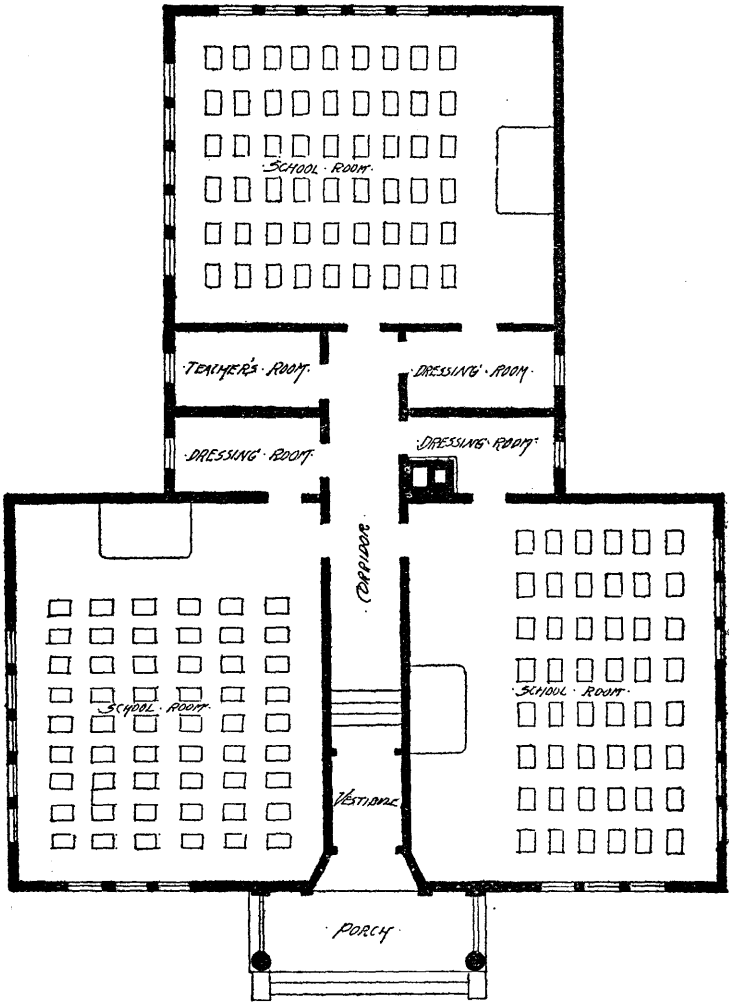 ·SCHOOL·ROOM·
·TEACHER'S·ROOM·
·DRESSING·ROOM·
·DRESSING·ROOM·
·DRESSING·ROOM·
·CORRIDOR·
·SCHOOL·ROOM·
·SCHOOL·ROOM·
VESTIBULE
·PORCH·